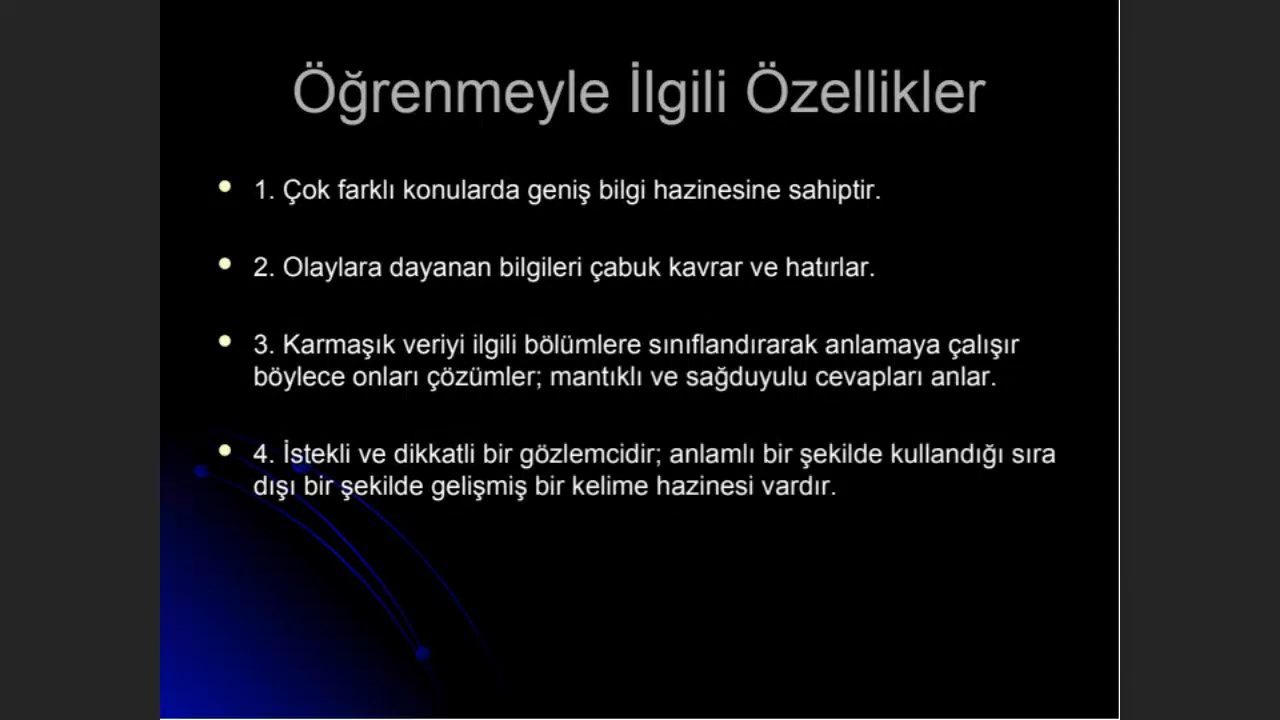 Öğrenmeyle İlgili Özellikler
1. Çok farklı konularda geniş bilgi hazinesine sahiptir.
2. Olaylara dayanan bilgileri çabuk kavrar ve hatırlar.
3. Karmaşık veriyi ilgili bölümlere sınıflandırarak anlamaya çalışır
böylece onları çözümler; mantıklı ve sağduyulu cevapları anlar.
4. İstekli ve dikkatli bir gözlemcidir; anlamlı bir şekilde kullandığı sıra
dışı bir şekilde gelişmiş bir kelime hazinesi vardır.